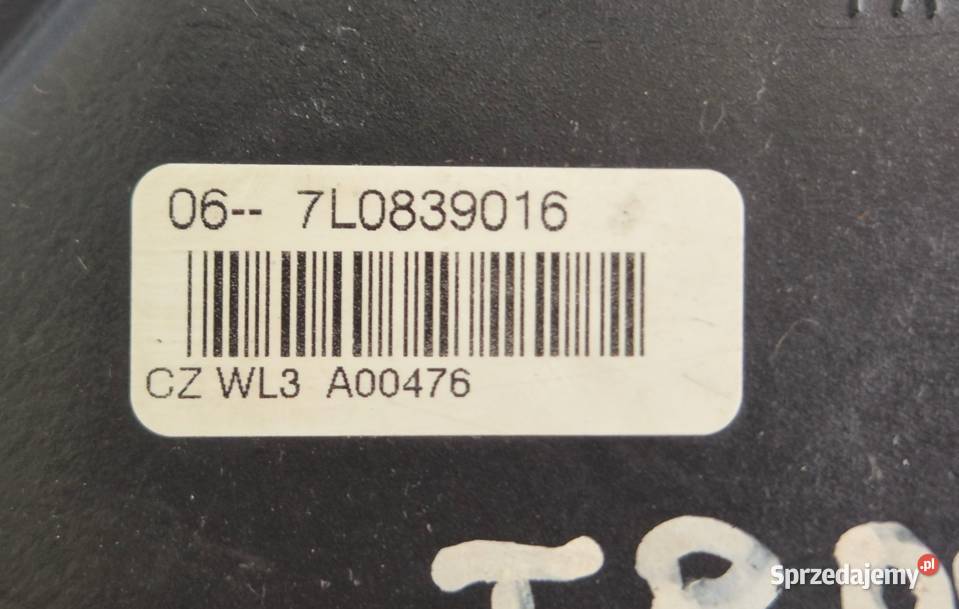 06-- 7L0839016
CZ WL3 A00476
Sprzedajemy.pl